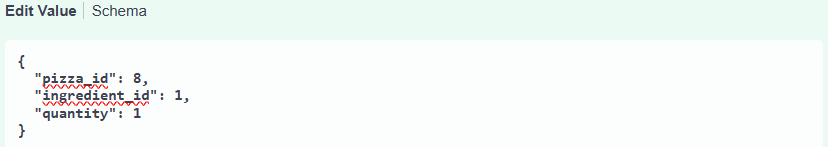 Edit Value Schema
{
"pizza_id": 8,
"ingredient_id": 1,
"quantity": 1
}